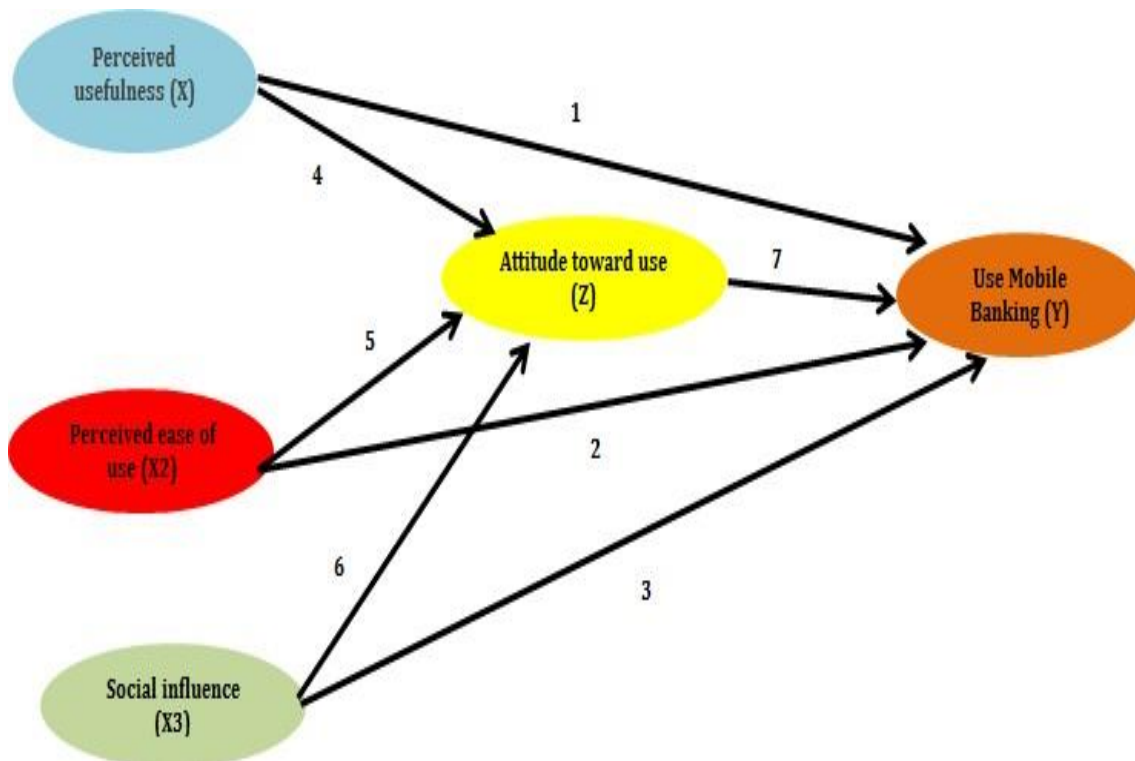 Perceived
usefulness (X)
1
4
Attitude toward use
(Z)
7
Use Mobile
Banking (Y)
5
Perceived ease of
use (X2)
2
6
3
Social influence
(X3)